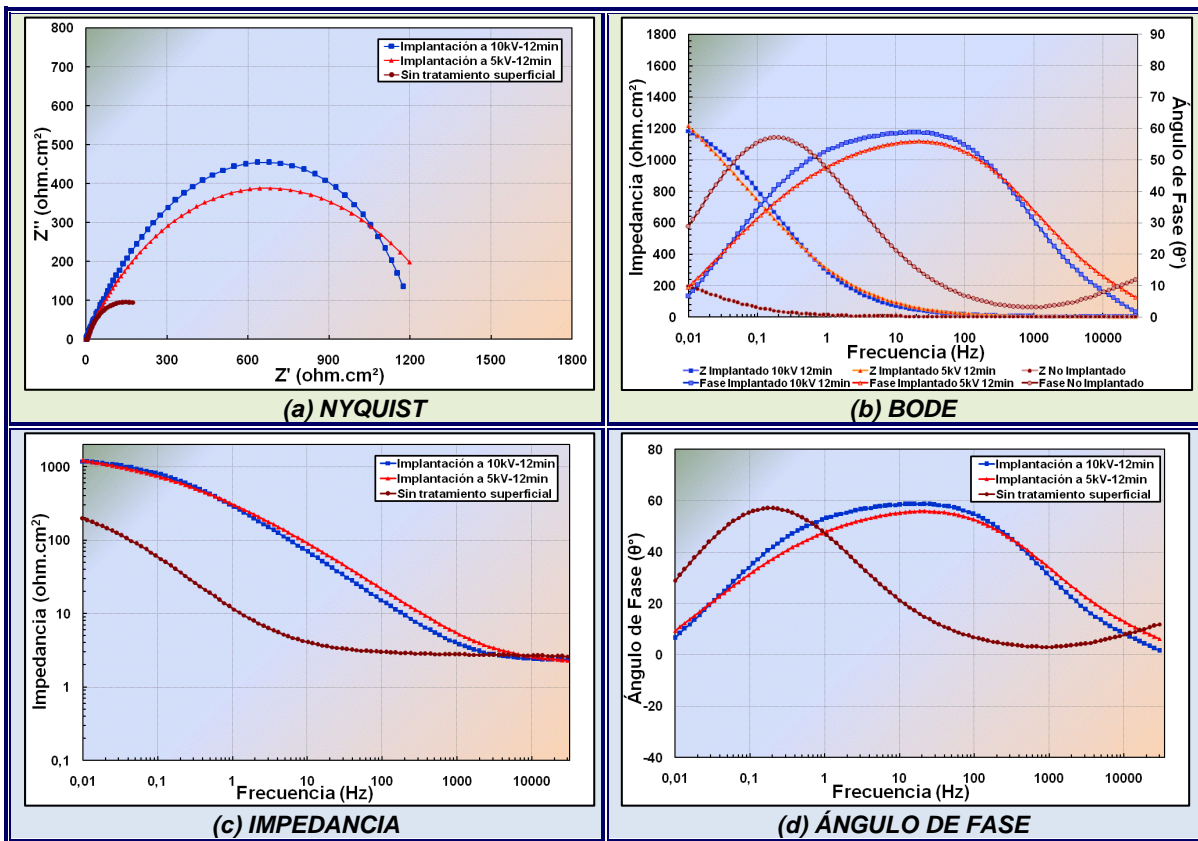 800
700
600
500
400
300
200
100
0
Z'' (ohm.cm²)
Implantación a 10kV-12min
Implantación a 5kV-12min
Sin tratamiento superficial
0 300 600 900 1200 1500 1800
Z' (ohm.cm²)
(a) NYQUIST
1800
1600
1400
1200
1000
800
600
400
200
0
Impedancia (ohm.cm²)
90
80
70
60
50
40
30
20
10
0
Ángulo de Fase (θ°)
0,01 0,1 1 10 100 1000 10000
Frecuencia (Hz)
Z Implantado 10kV 12min Z Implantado 5kV 12min Z No Implantado
Fase Implantado 10kV 12min Fase Implantado 5kV 12min Fase No Implantado
(b) BODE
1000
100
10
1
0,1
Impedancia (ohm.cm²)
Implantación a 10kV-12min
Implantación a 5kV-12min
Sin tratamiento superficial
0,01 0,1 1 10 100 1000 10000
Frecuencia (Hz)
(c) IMPEDANCIA
80
60
40
20
0
-20
-40
Ángulo de Fase (θ°)
Implantación a 10kV-12min
Implantación a 5kV-12min
Sin tratamiento superficial
0,01 0,1 1 10 100 1000 10000
Frecuencia (Hz)
(d) ÁNGULO DE FASE